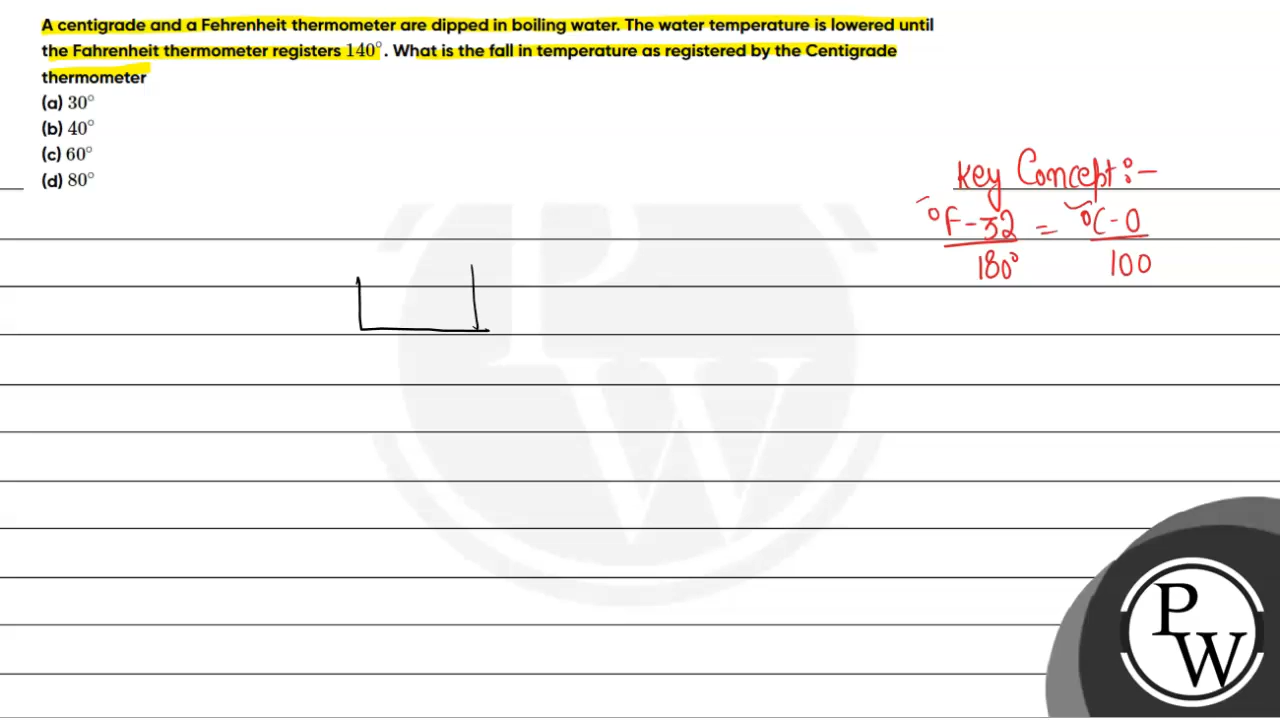 A centigrade and a Fehrenheit thermometer are dipped in boiling water. The water temperature is lowered until
the Fahrenheit thermometer registers 140°. What is the fall in temperature as registered by the Centigrade
thermometer
(a) 30°
(b) 40°
(c) 60°
(d) 80°
Key Concept:-
°F-32 = °C-0
180° 100
P
W
P
W